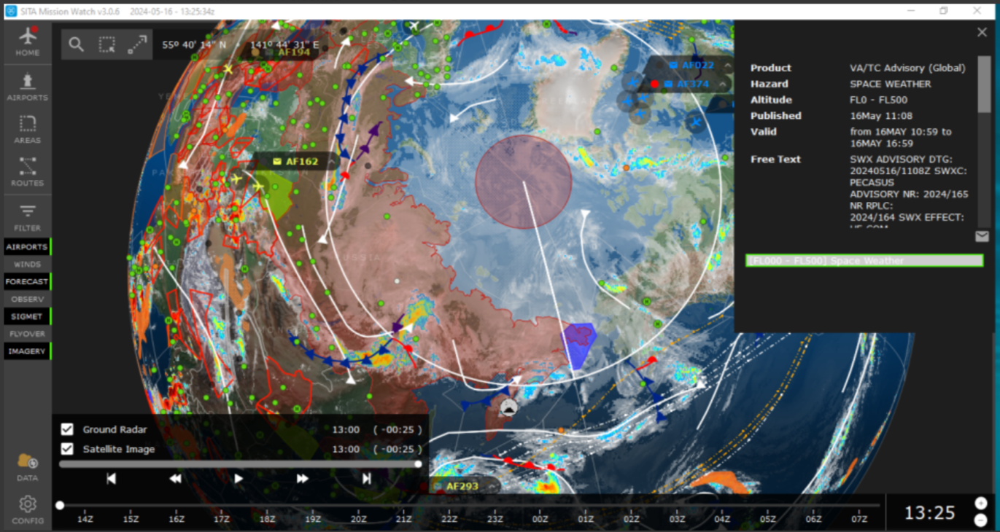 SITA Mission Watch v3.0.6 2024-05-16 - 13:25:34z
HOME
AIRPORTS
AREAS
ROUTES
FILTER
AIRPORTS
WINDS
FORECAST
OBSERV
SIGMET
FLYOVER
IMAGERY
DATA
CONFIG
55º 40' 14" N • 141º 44' 31" E
AF194
AF022
AF374
AF162
AF293
Product VA/TC Advisory (Global)
Hazard SPACE WEATHER
Altitude FL0 - FL500
Published 16May 11:08
Valid from 16MAY 10:59 to
16MAY 16:59
Free Text SWX ADVISORY DTG:
20240516/1108Z SWXC:
PECASUS
ADVISORY NR: 2024/165
NR RPLC:
2024/164 SWX EFFECT:
[FL000 - FL500] Space Weather
Ground Radar 13:00 ( -00:25 )
Satellite Image 13:00 ( -00:25 )
14Z 15Z 16Z 17Z 18Z 19Z 20Z 21Z 22Z 23Z 00Z 01Z 02Z 03Z 04Z 05Z 06Z 07Z
13:25